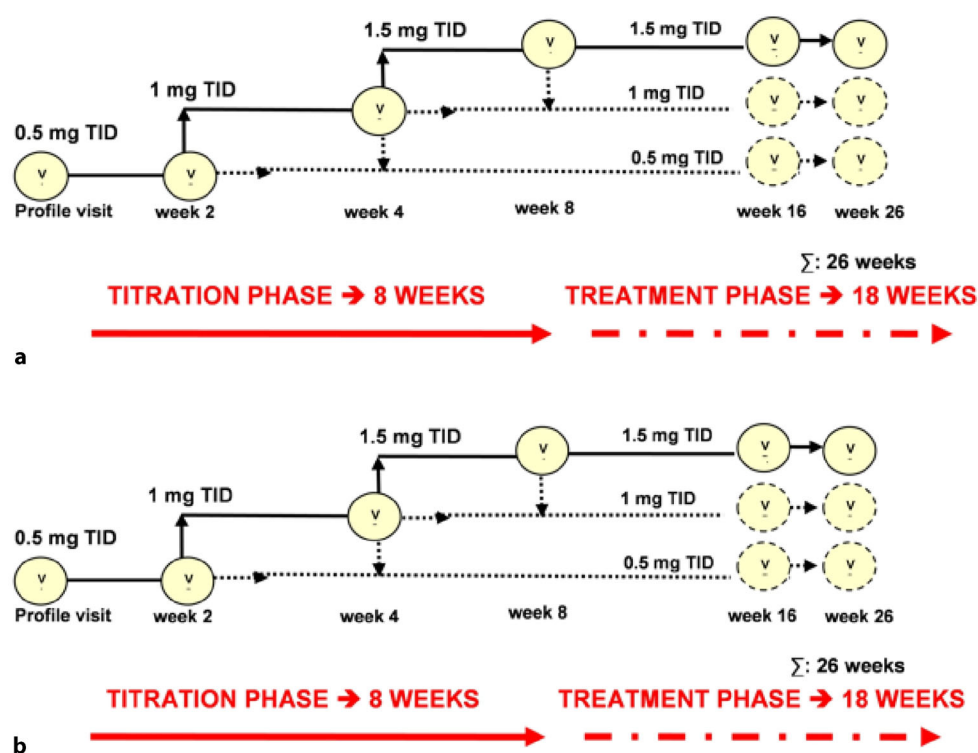 1.5 mg TID 1.5 mg TID
V V V
1 mg TID 1 mg TID
V V V
0.5 mg TID 0.5 mg TID
V V V V
Profile visit week 2 week 4 week 8 week 16 week 26
∑: 26 weeks
TITRATION PHASE → 8 WEEKS TREATMENT PHASE → 18 WEEKS
a
1.5 mg TID 1.5 mg TID
V V V
1 mg TID 1 mg TID
V V V
0.5 mg TID 0.5 mg TID
V V V V
Profile visit week 2 week 4 week 8 week 16 week 26
∑: 26 weeks
TITRATION PHASE → 8 WEEKS TREATMENT PHASE → 18 WEEKS
b